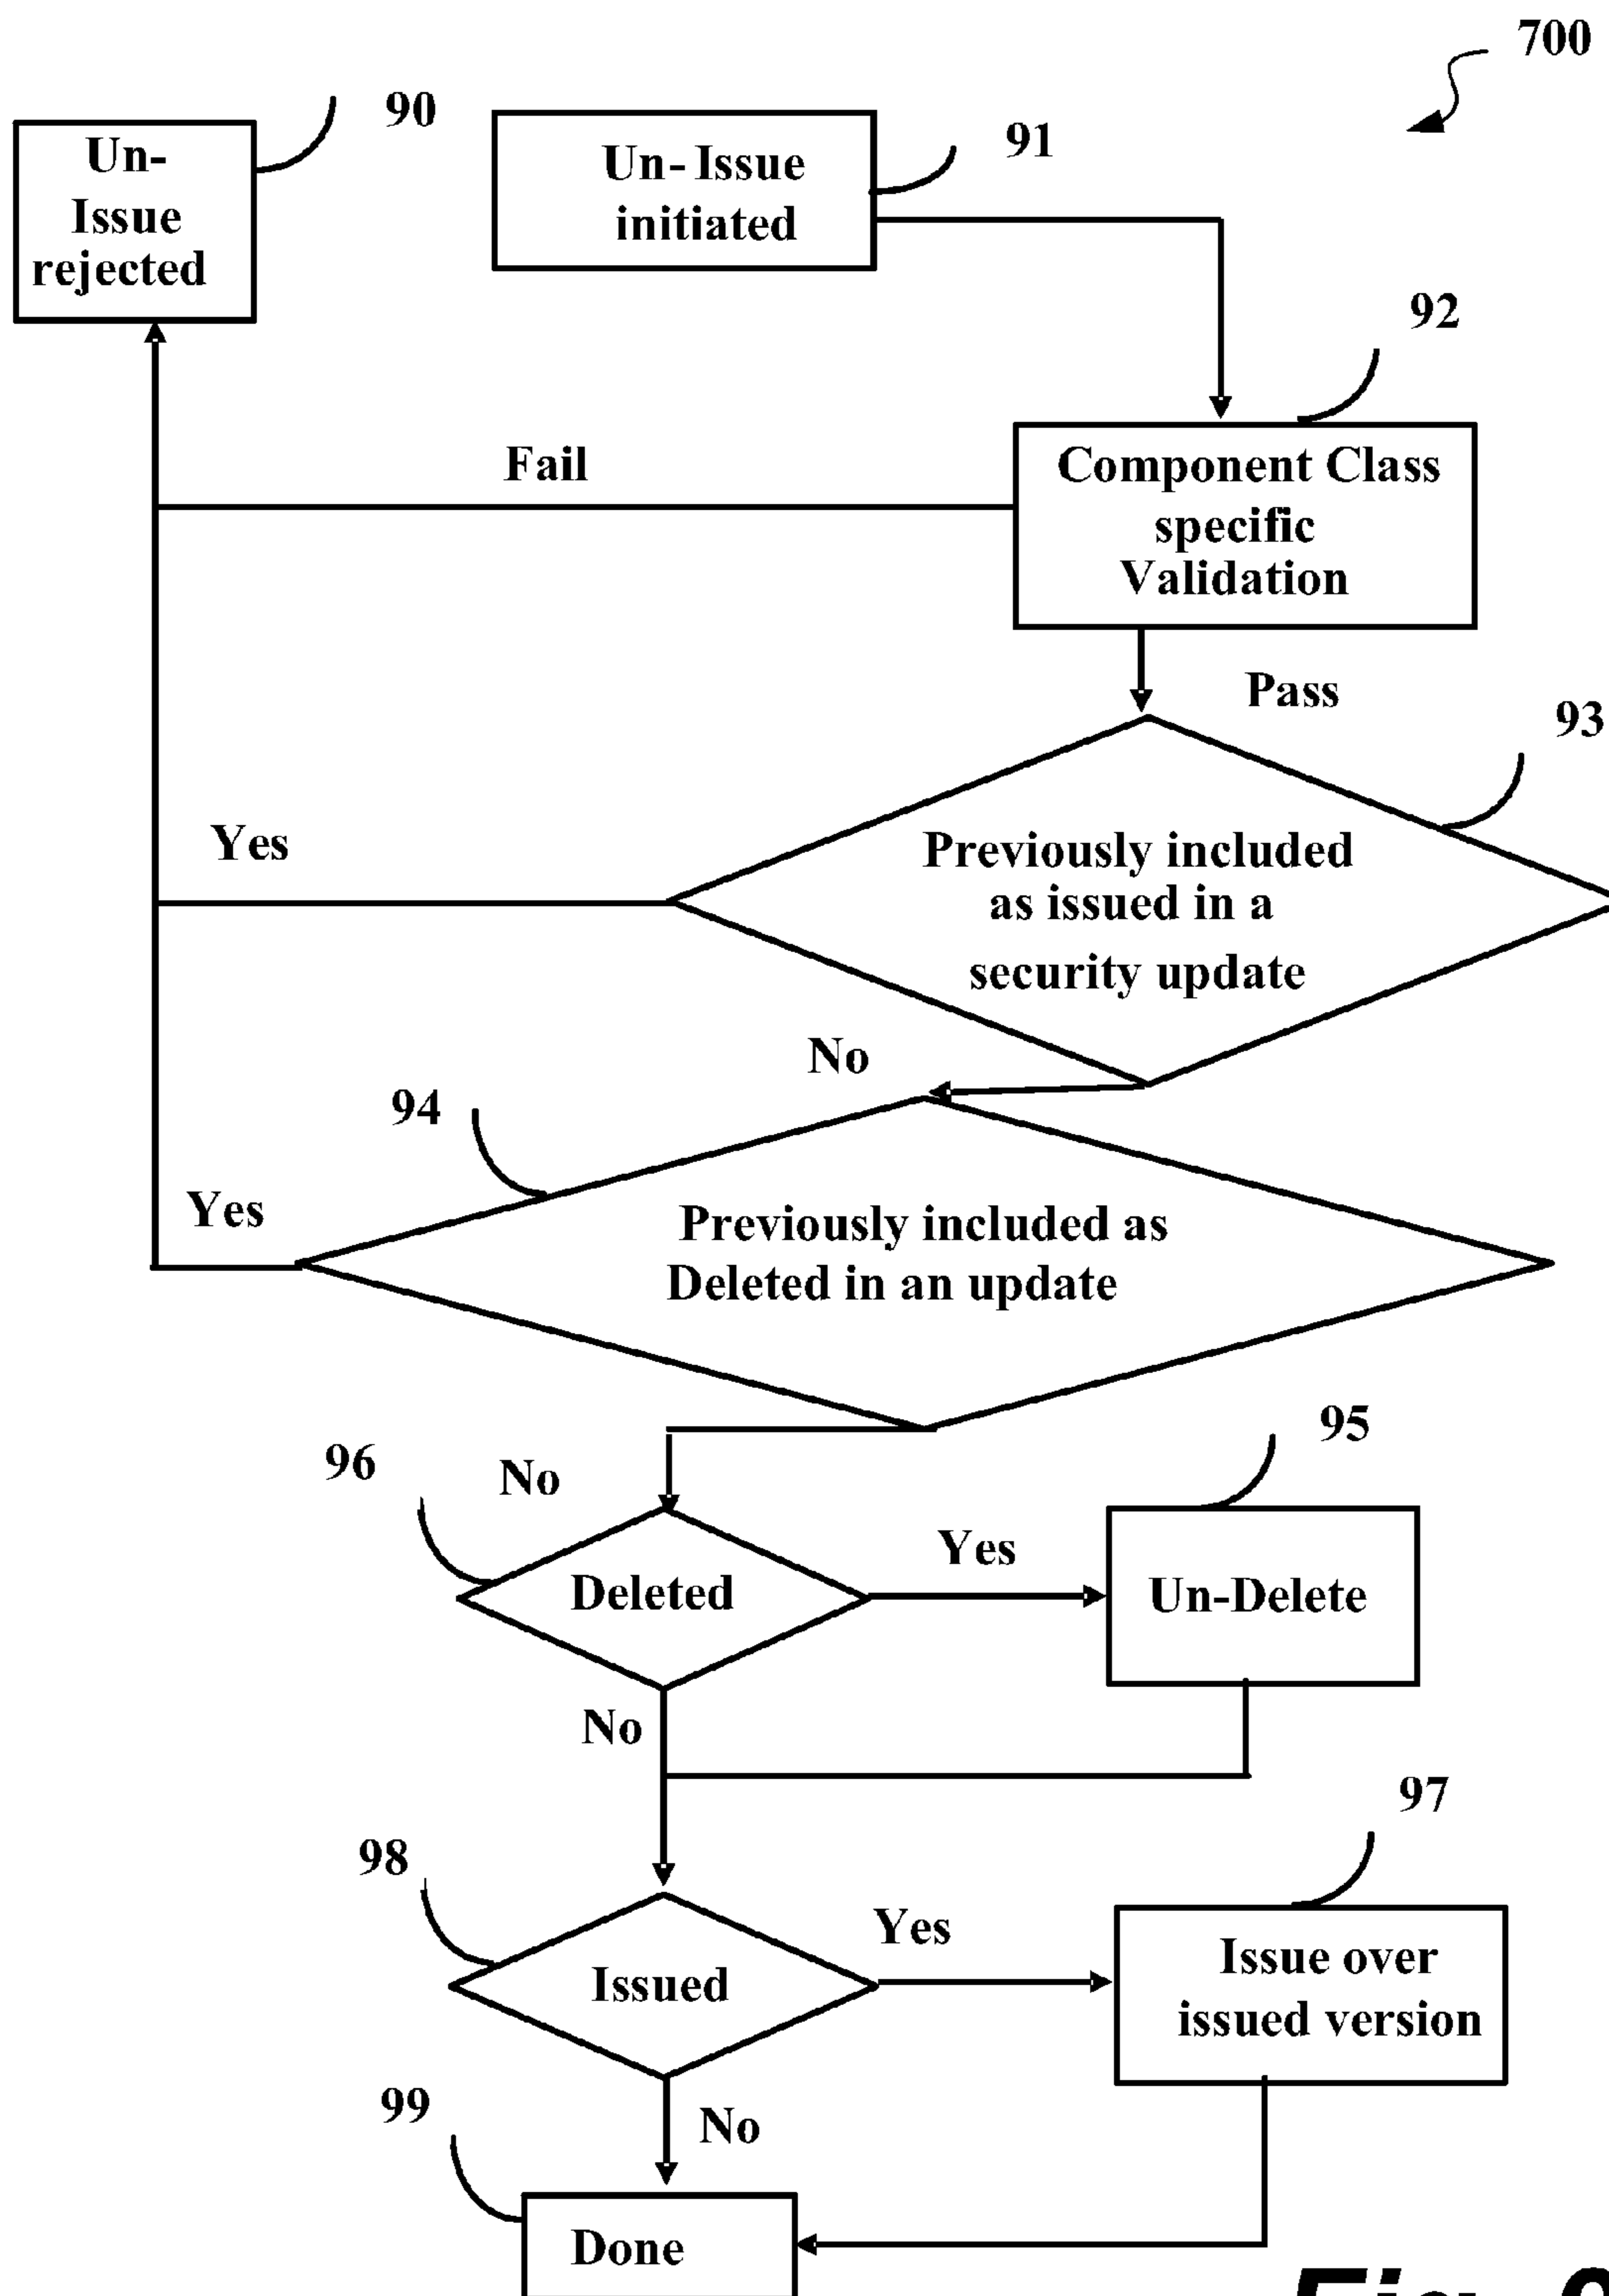 700
90
Un-
Issue
rejected
91
Un-Issue
initiated
92
Fail
Component Class
specific
Validation
Pass
93
Yes
Previously included
as issued in a
security update
No
94
Yes
Previously included as
Deleted in an update
95
96
No
Yes
Deleted
Un-Delete
No
97
98
Yes
Issued
Issue over
issued version
99
No
Done